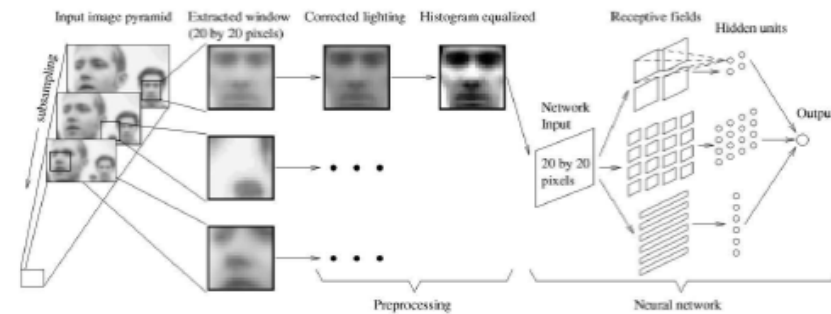 Input image pyramid
Extracted window
(20 by 20 pixels)
Corrected lighting
Histogram equalized
Receptive fields
Hidden units
subsampling
Network
Input
Output
20 by 20
pixels
Preprocessing
Neural network